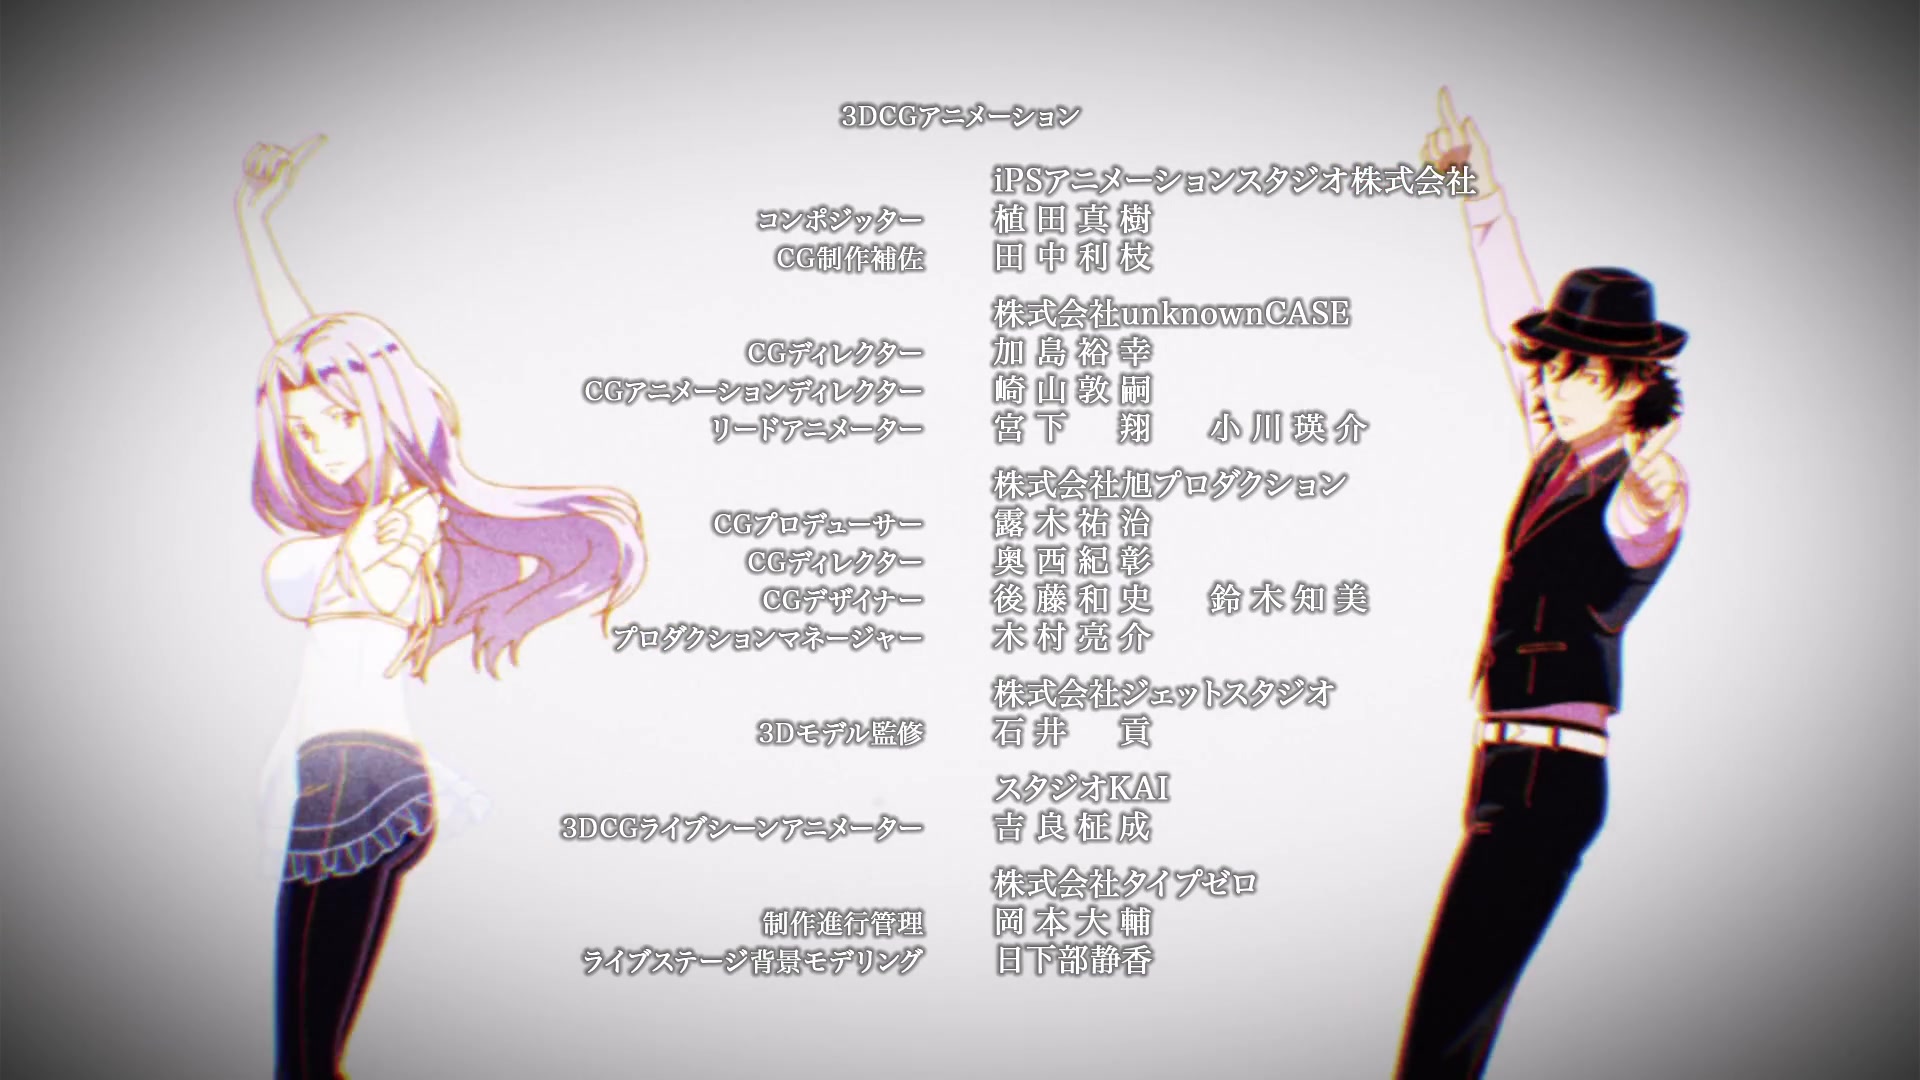 3DCGアニメーション
iPSアニメーションスタジオ株式会社
コンポジッター 植田真樹
CG制作補佐 田中利枝
株式会社unknownCASE
CGディレクター 加島裕幸
CGアニメーションディレクター 崎山敦嗣
リードアニメーター 宮下 翔 小川瑛介
株式会社旭プロダクション
CGプロデューサー 露木祐治
CGディレクター 奥西紀彰
CGデザイナー 後藤和史 鈴木知美
プロダクションマネージャー 木村亮介
株式会社ジェットスタジオ
3Dモデル監修 石井 貢
スタジオKAI
3DCGライブシーンアニメーター 吉良柾成
株式会社タイプゼロ
制作進行管理 岡本大輔
ライブステージ背景モデリング 日下部静香